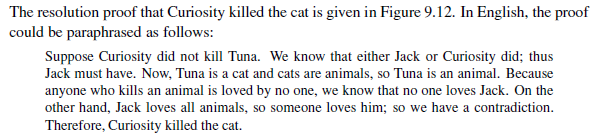 The resolution proof that Curiosity killed the cat is given in Figure 9.12. In English, the proof
could be paraphrased as follows:
Suppose Curiosity did not kill Tuna. We know that either Jack or Curiosity did; thus
Jack must have. Now, Tuna is a cat and cats are animals, so Tuna is an animal. Because
anyone who kills an animal is loved by no one, we know that no one loves Jack. On the
other hand, Jack loves all animals, so someone loves him; so we have a contradiction.
Therefore, Curiosity killed the cat.